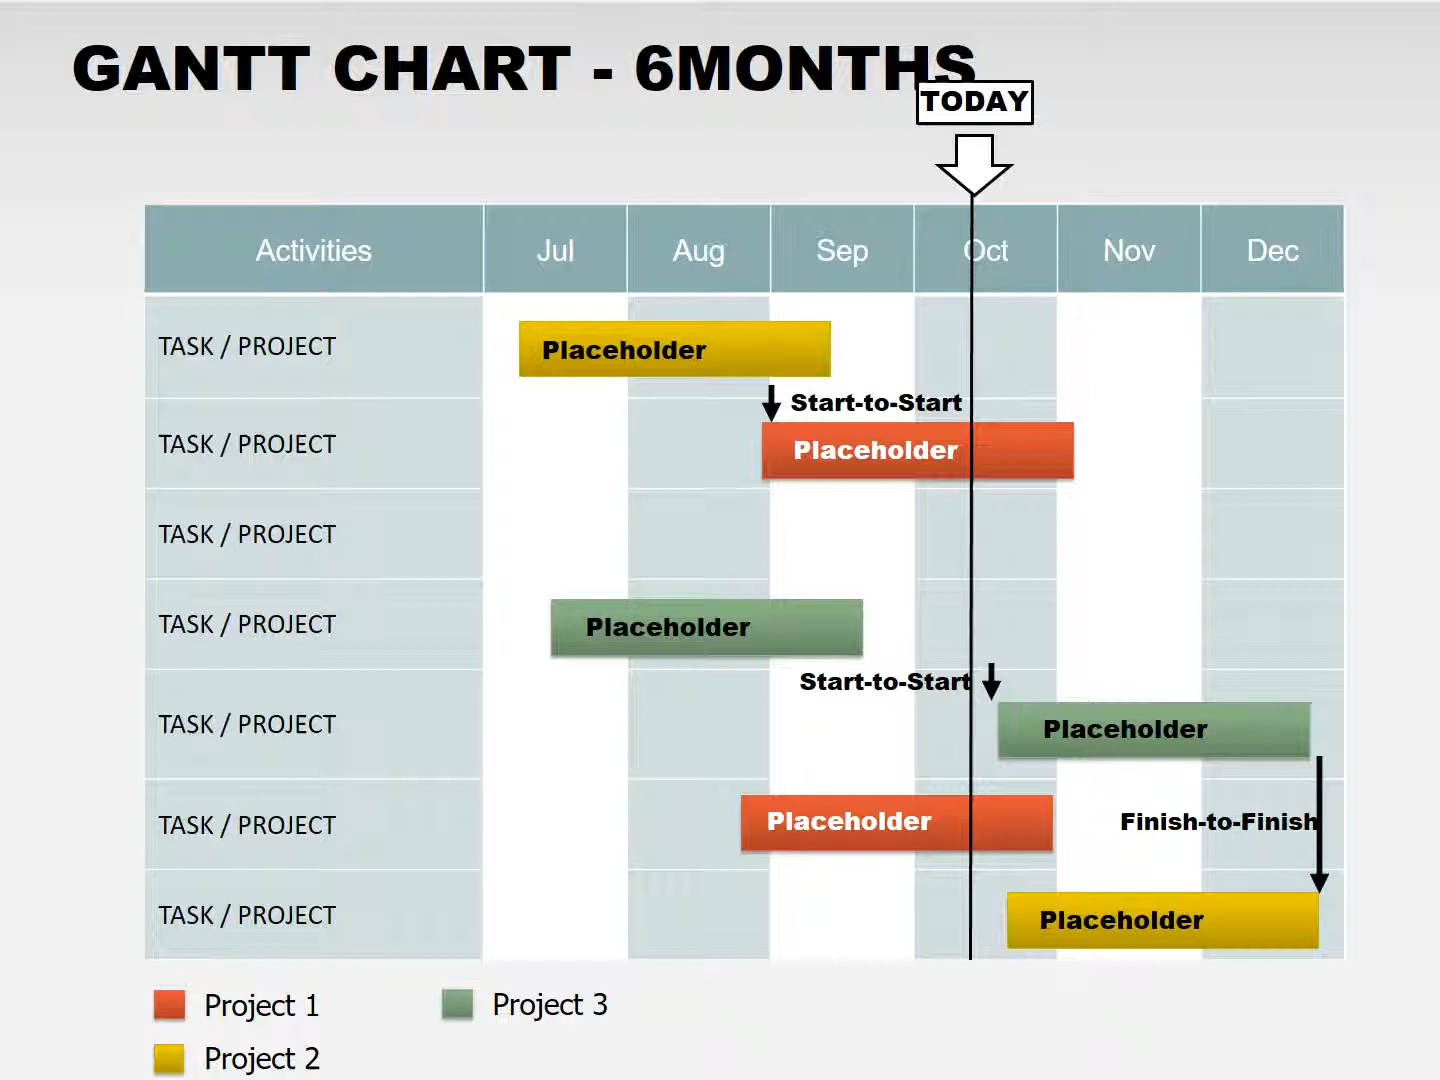 GANTT CHART - 6MONTHS
TODAY
Activities Jul Aug Sep Oct Nov Dec
TASK / PROJECT Placeholder
Start-to-Start
TASK / PROJECT Placeholder
TASK / PROJECT
TASK / PROJECT Placeholder
Start-to-Start
TASK / PROJECT Placeholder
TASK / PROJECT Placeholder Finish-to-Finish
TASK / PROJECT Placeholder
Project 1 Project 3
Project 2